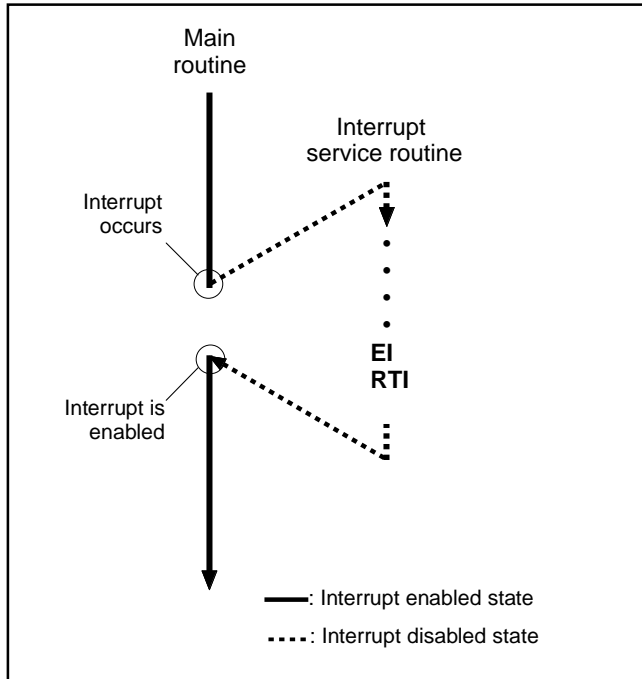 Main
routine
Interrupt
service routine
Interrupt
occurs
EI
RTI
Interrupt is
enabled
: Interrupt enabled state
: Interrupt disabled state